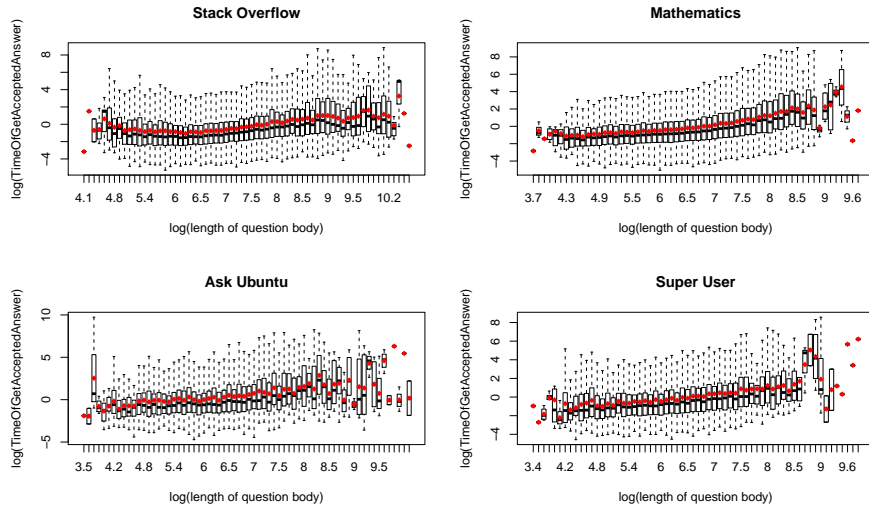 Stack Overflow
log(TimeOfGetAcceptedAnswer)
8
4
0
−4
4.1 4.8 5.4 6 6.5 7 7.5 8 8.5 9 9.5 10.2
log(length of question body)
Mathematics
log(TimeOfGetAcceptedAnswer)
8
6
4
2
0
−4
3.7 4.3 4.9 5.5 6 6.5 7 7.5 8 8.5 9 9.6
log(length of question body)
Ask Ubuntu
log(TimeOfGetAcceptedAnswer)
10
5
0
−5
3.5 4.2 4.8 5.4 6 6.5 7 7.5 8 8.5 9 9.5
log(length of question body)
Super User
log(TimeOfGetAcceptedAnswer)
8
6
4
2
0
−4
3.4 4.2 4.8 5.4 6 6.5 7 7.5 8 8.5 9 9.6
log(length of question body)